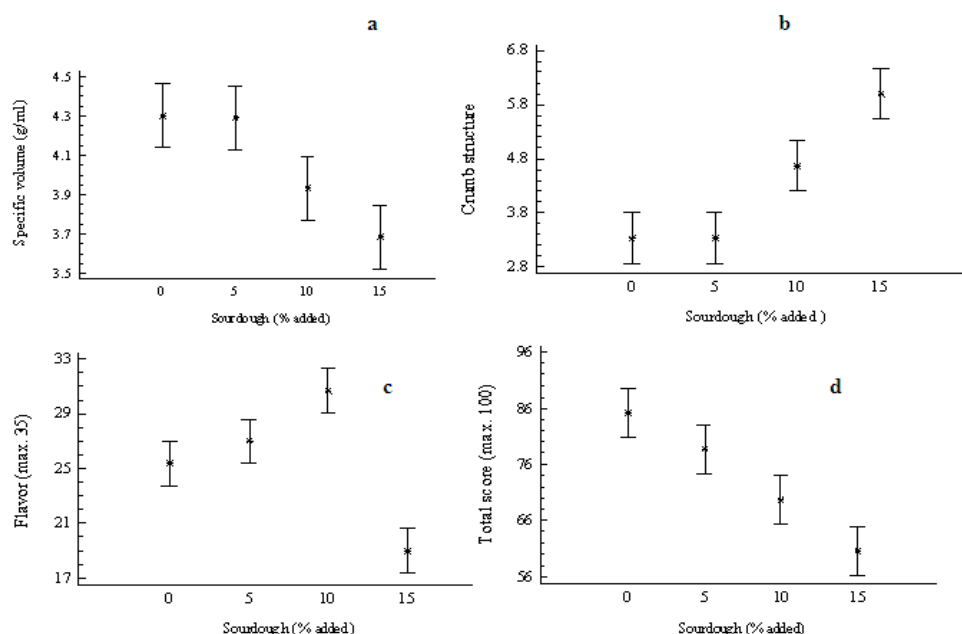 a
Specific volume (g/ml)
4.5
4.3
4.1
3.9
3.7
3.5
0 5 10 15
Sourdough (% added)
b
Crumb structure
6.8
5.8
4.8
3.8
2.8
0 5 10 15
Sourdough (% added )
c
Flavor (max. 35)
33
29
25
21
17
0 5 10 15
Sourdough (% added)
d
Total score (max. 100)
96
86
76
66
56
0 5 10 15
Sourdough (% added)